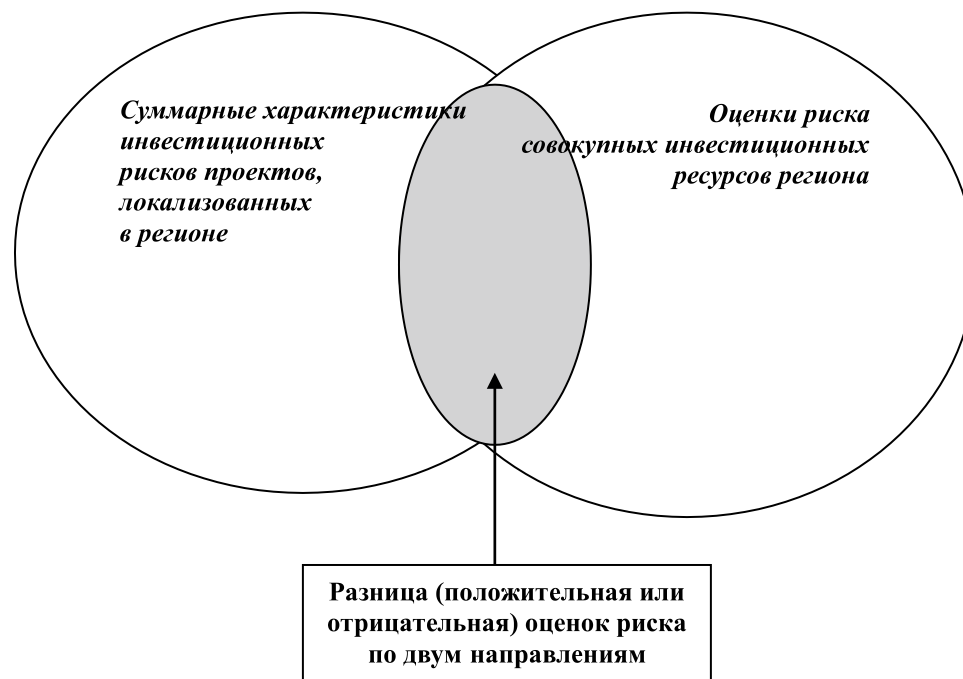 Суммарные характеристики
инвестиционных
рисков проектов,
локализованных
в регионе
Оценки риска
совокупных инвестиционных
ресурсов региона
Разница (положительная или
отрицательная) оценок риска
по двум направлениям